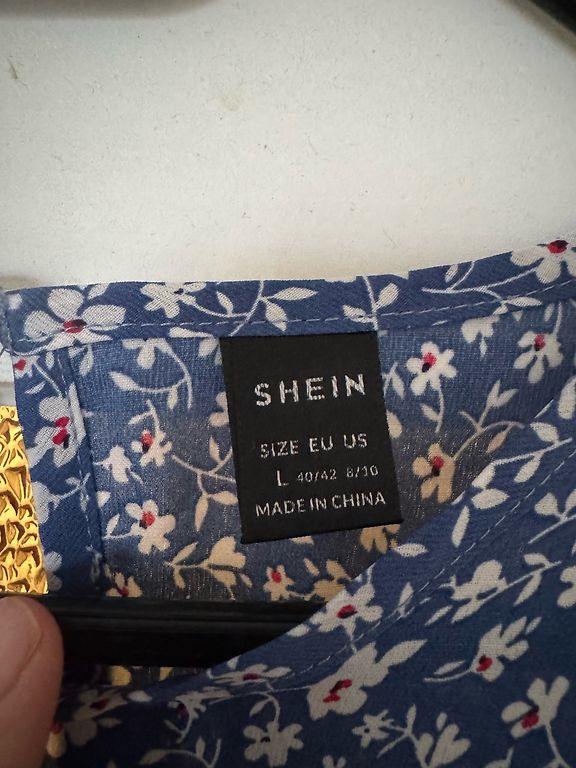 SHEIN
SIZE EU US
L 40/42 8/10
MADE IN CHINA